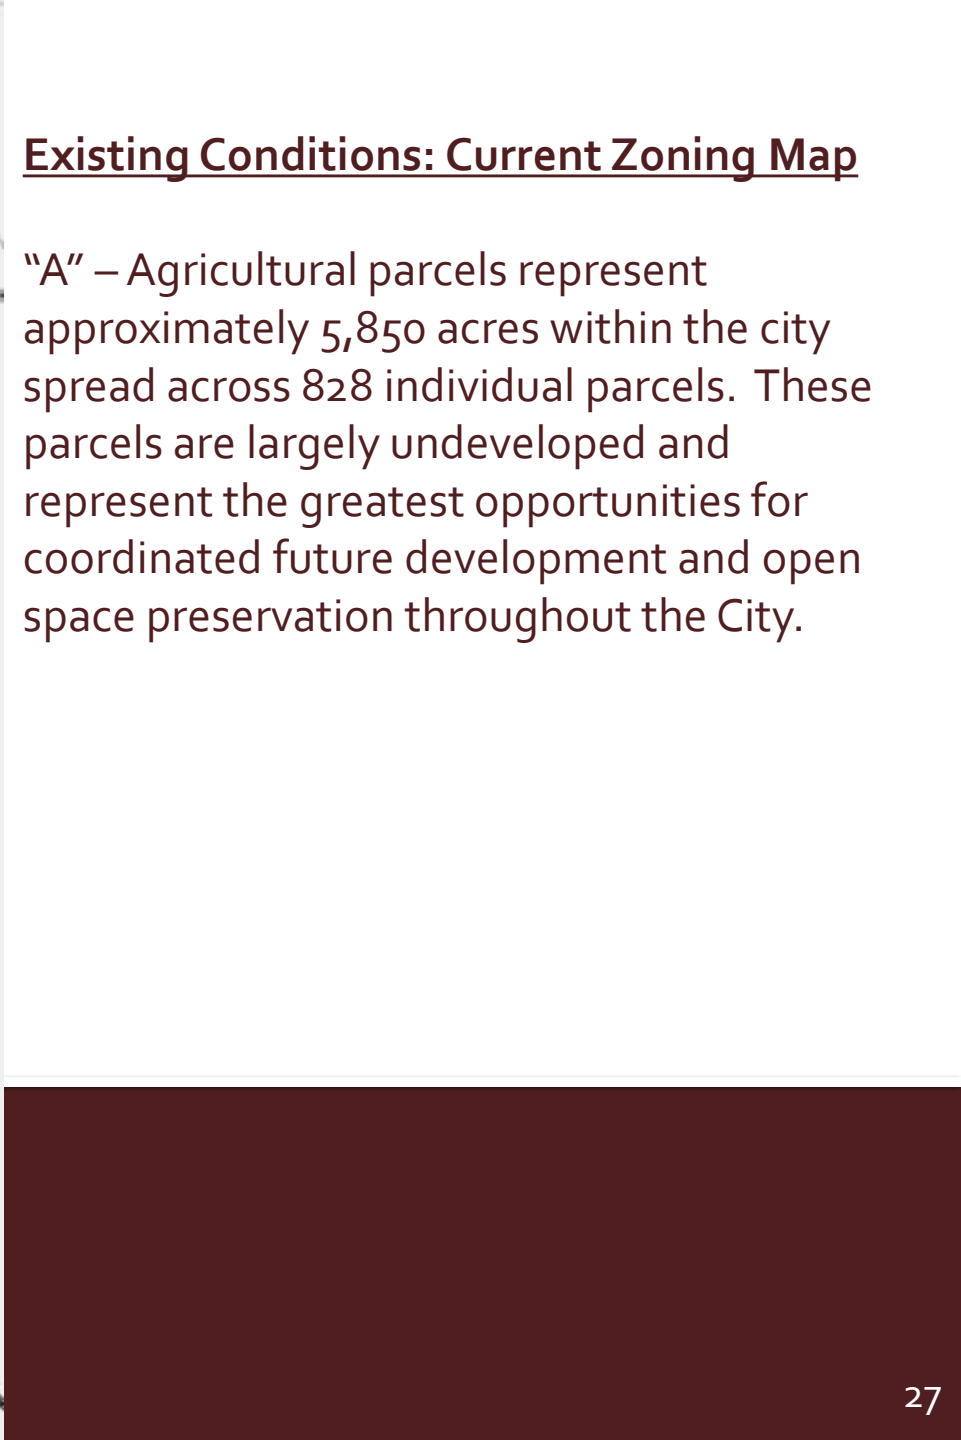 Existing Conditions: Current Zoning Map
“A” – Agricultural parcels represent
approximately 5,850 acres within the city
spread across 828 individual parcels.  These
parcels are largely undeveloped and
represent the greatest opportunities for
coordinated future development and open
space preservation throughout the City.
27